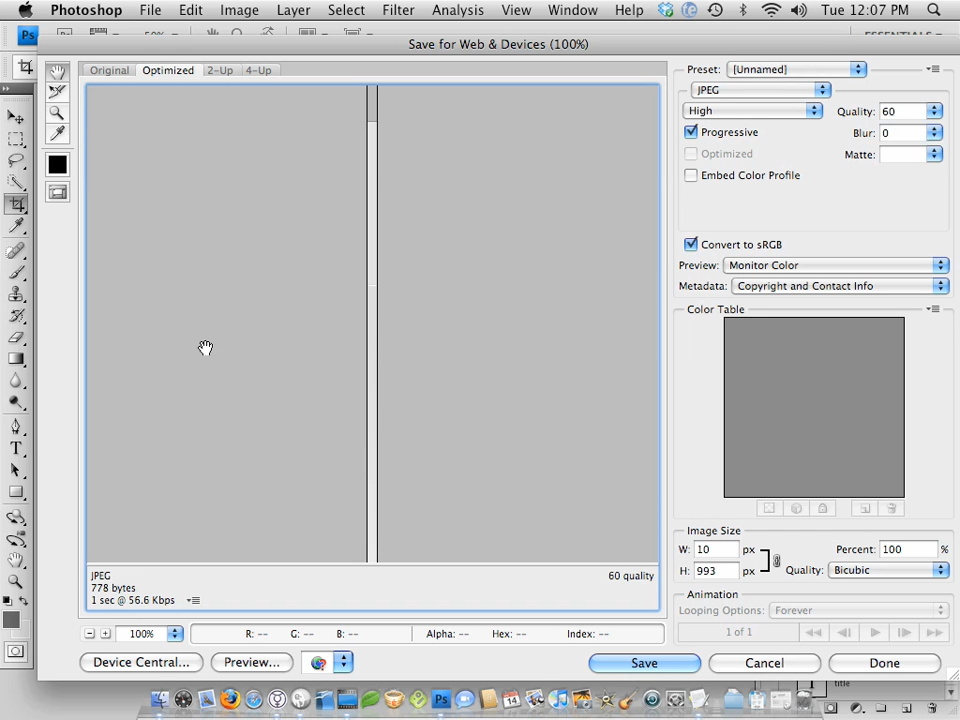 Photoshop File Edit Image Layer Select Filter Analysis View Window Help Tue 12:07 PM
Ps
Save for Web & Devices (100%)
Original Optimized 2-Up 4-Up
Preset: [Unnamed]
JPEG
High Quality: 60
Progressive Blur: 0
Optimized Matte:
Embed Color Profile
Convert to sRGB
Preview: Monitor Color
Metadata: Copyright and Contact Info
Color Table
Image Size
W: 10 px Percent: 100 %
H: 993 px Quality: Bicubic
JPEG 60 quality
778 bytes
1 sec @ 56.6 Kbps
Animation
Looping Options: Forever
1 of 1
100% R: -- G: -- B: -- Alpha: -- Hex: -- Index: --
Device Central... Preview... Save Cancel Done
title
Ps